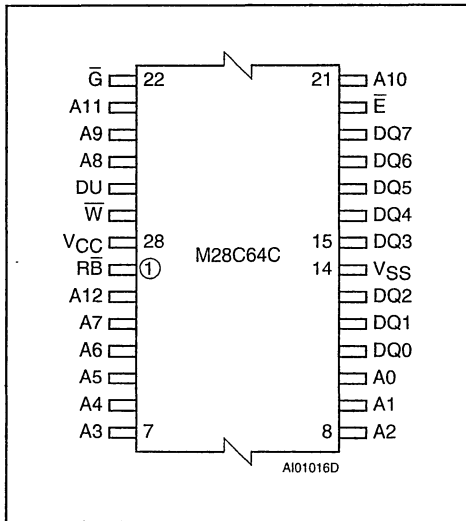 G̅ 22 21 A10
A11 E̅
A9 DQ7
A8 DQ6
DU DQ5
W̅ DQ4
VCC 28 15 DQ3
RB̅ 1 M28C64C 14 VSS
A12 DQ2
A7 DQ1
A6 DQ0
A5 A0
A4 A1
A3 7 8 A2
AI01016D